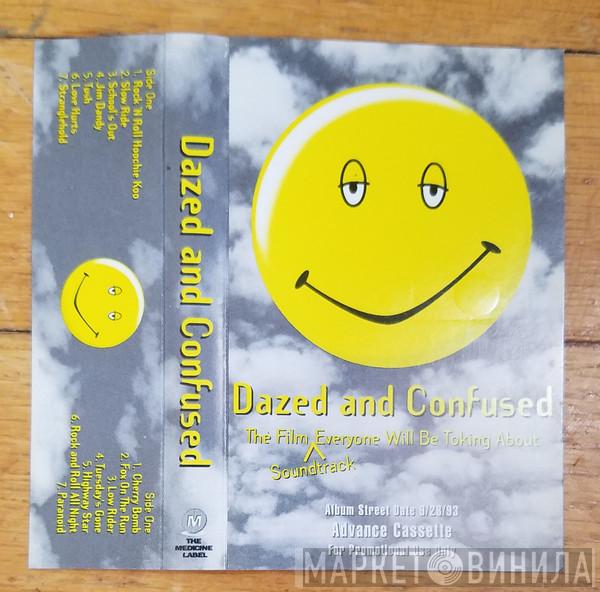 Side One
1. Rock 'N Roll Hoochie Koo
2. Slow Ride
3. School's Out
4. Jim Dandy
5. Tush
6. Love Hurts
7. Stranglehold
Side One
1. Cherry Bomb
2. Fox On The Run
3. Low Rider
4. Tuesday's Gone
5. Highway Star
6. Rock and Roll All Night
7. Paranoid
Dazed and Confused
M
THE
MEDICINE
LABEL
Dazed and Confused
The Film Everyone Will Be Toking About
Soundtrack
Album Street Date 9/28/93
Advance Cassette
For Promotional Use Only
МАРКЕТ ВИНИЛА